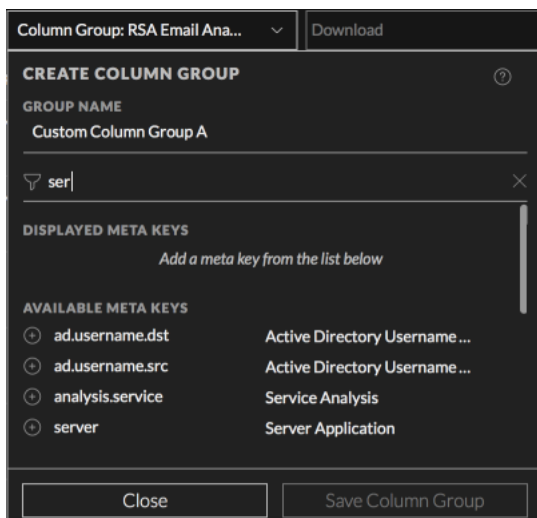 Column Group: RSA Email Ana... Download
CREATE COLUMN GROUP
GROUP NAME
Custom Column Group A
ser
DISPLAYED META KEYS
Add a meta key from the list below
AVAILABLE META KEYS
ad.username.dst Active Directory Username ...
ad.username.src Active Directory Username ...
analysis.service Service Analysis
server Server Application
Close Save Column Group